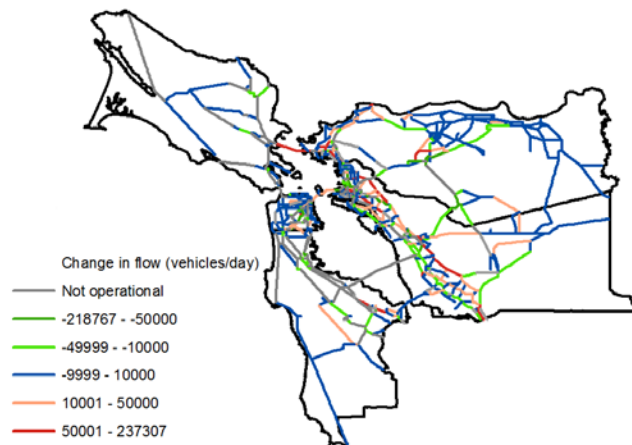 Change in flow (vehicles/day)
Not operational
-218767 - -50000
-49999 - -10000
-9999 - 10000
10001 - 50000
50001 - 237307